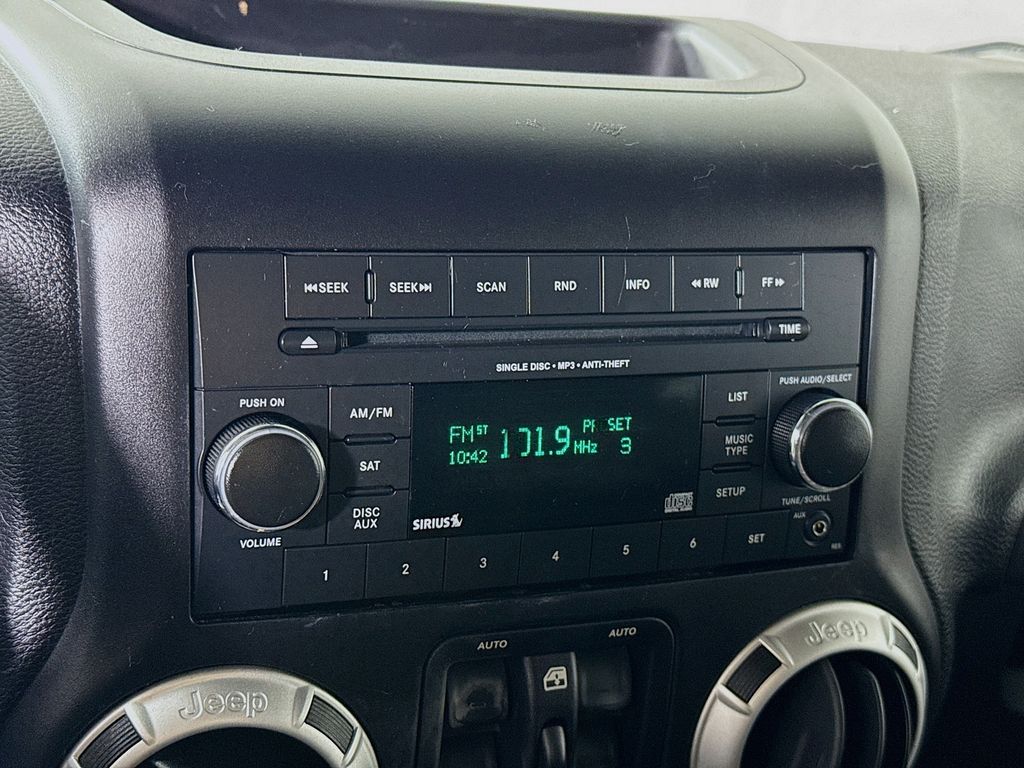 SEEK
SEEK
SCAN
RND
INFO
RW
FF
TIME
SINGLE DISC • MP3 • ANTI-THEFT
PUSH ON
VOLUME
AM/FM
SAT
DISC
AUX
FM ST 101.9 MHz
10:42
SET
3
SIRIUS
disc
LIST
MUSIC
TYPE
SETUP
PUSH AUDIO/SELECT
TUNE/SCROLL
AUX
1
2
3
4
5
6
SET
AUTO
AUTO
Jeep
Jeep